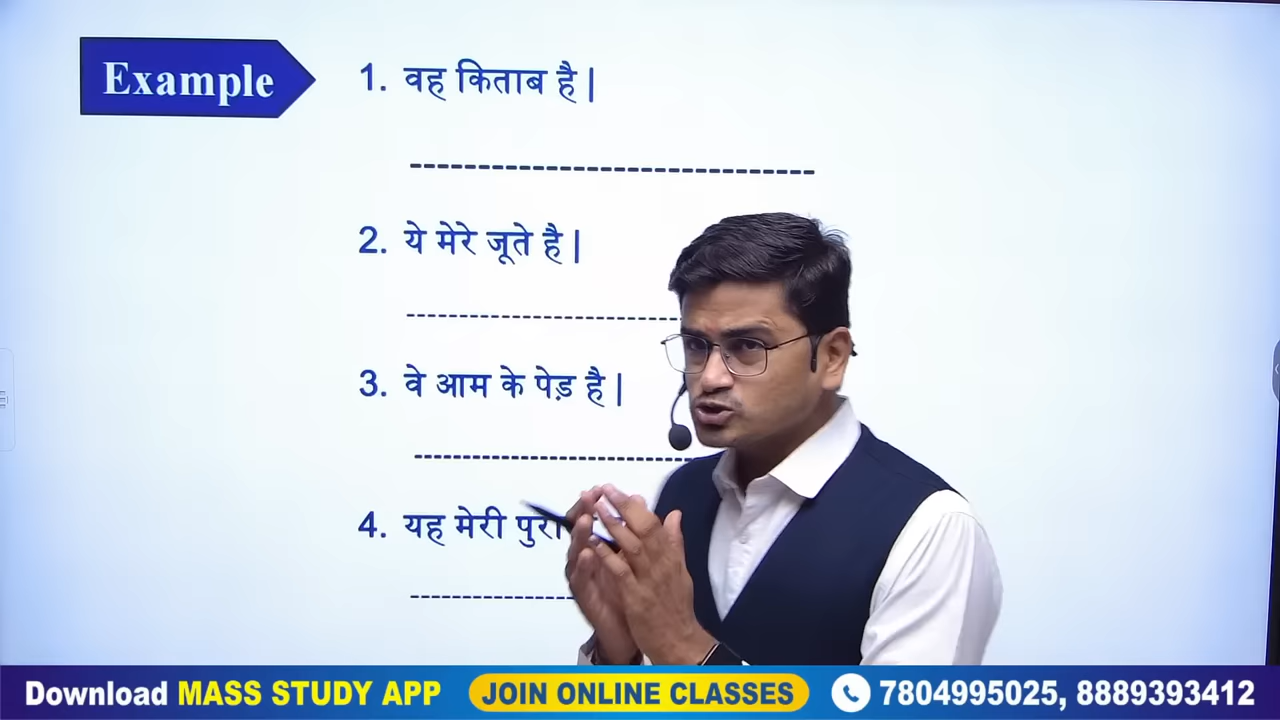 Example
1. वह किताब है |
2. ये मेरे जूते है |
3. वे आम के पेड़ है |
4. यह मेरी
Download MASS STUDY APP JOIN ONLINE CLASSES 7804995025, 8889393412